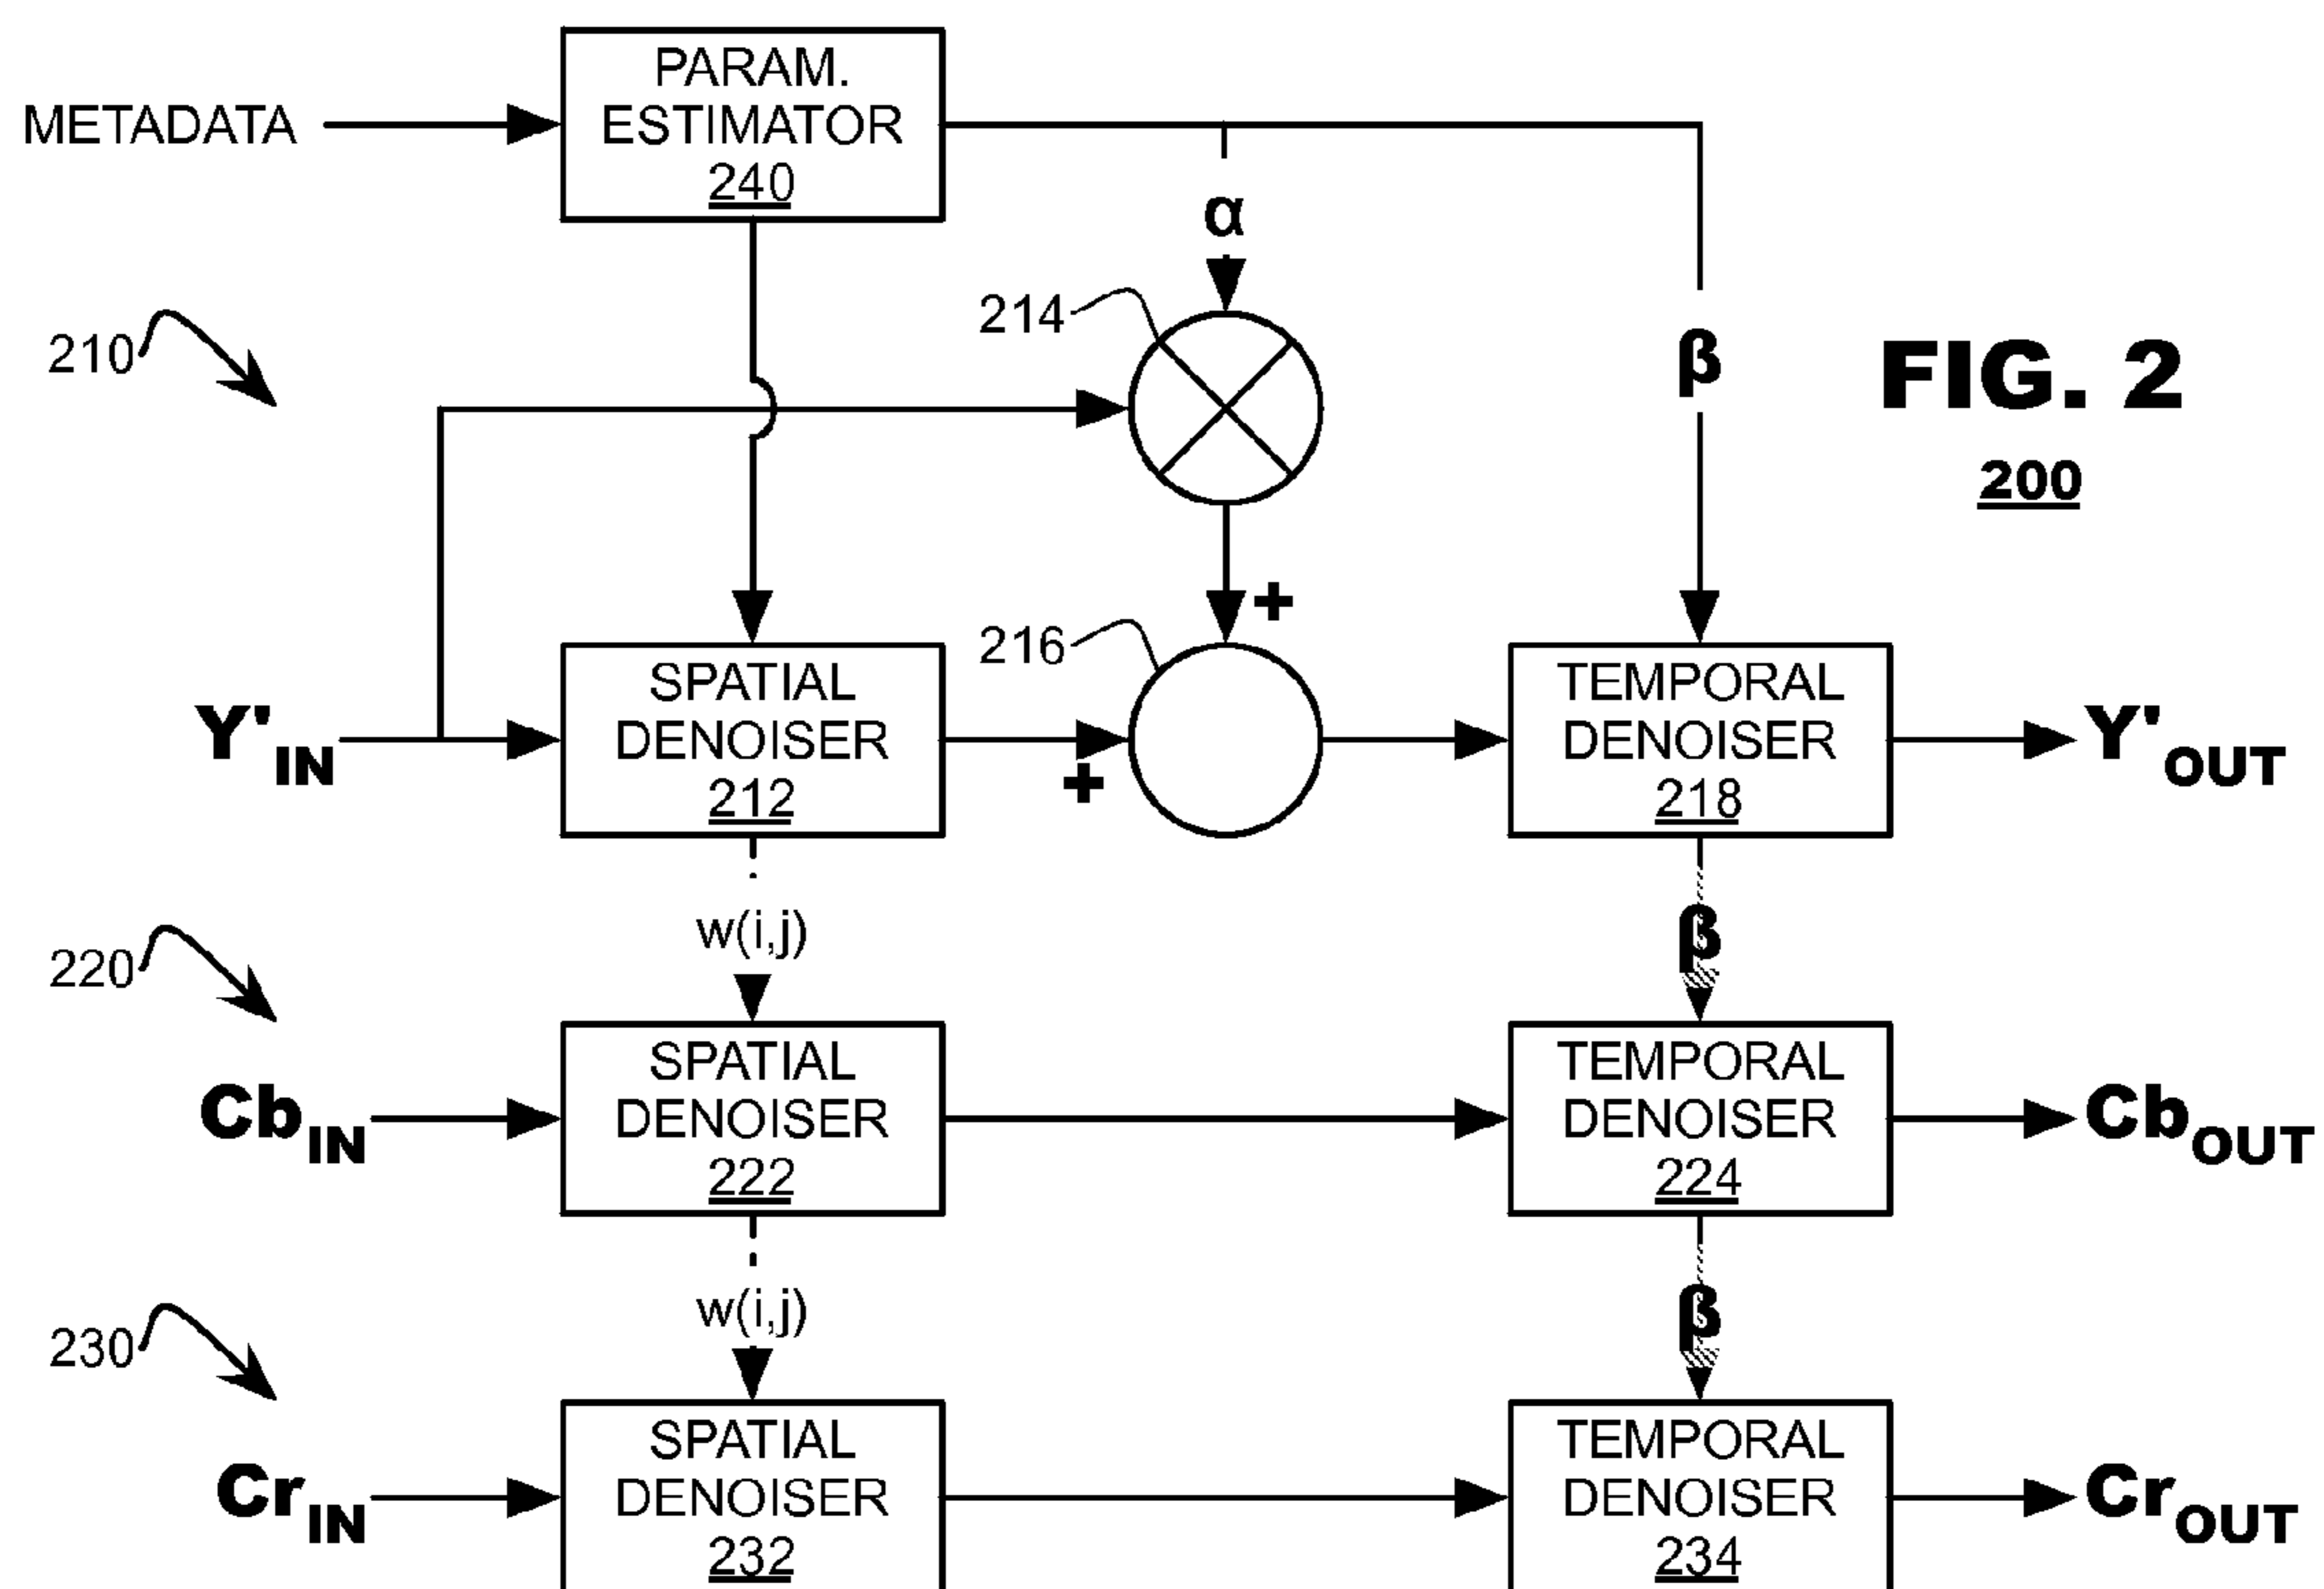 PARAM.
METADATA
ESTIMATOR
240
α
214
210
β
FIG. 2
200
+
216
SPATIAL
TEMPORAL
Y'IN
DENOISER
+
DENOISER
Y'OUT
212
218
w(i,j)
β
220
SPATIAL
TEMPORAL
CbIN
DENOISER
DENOISER
CbOUT
222
224
w(i,j)
β
230
SPATIAL
TEMPORAL
CrIN
DENOISER
DENOISER
CrOUT
232
234